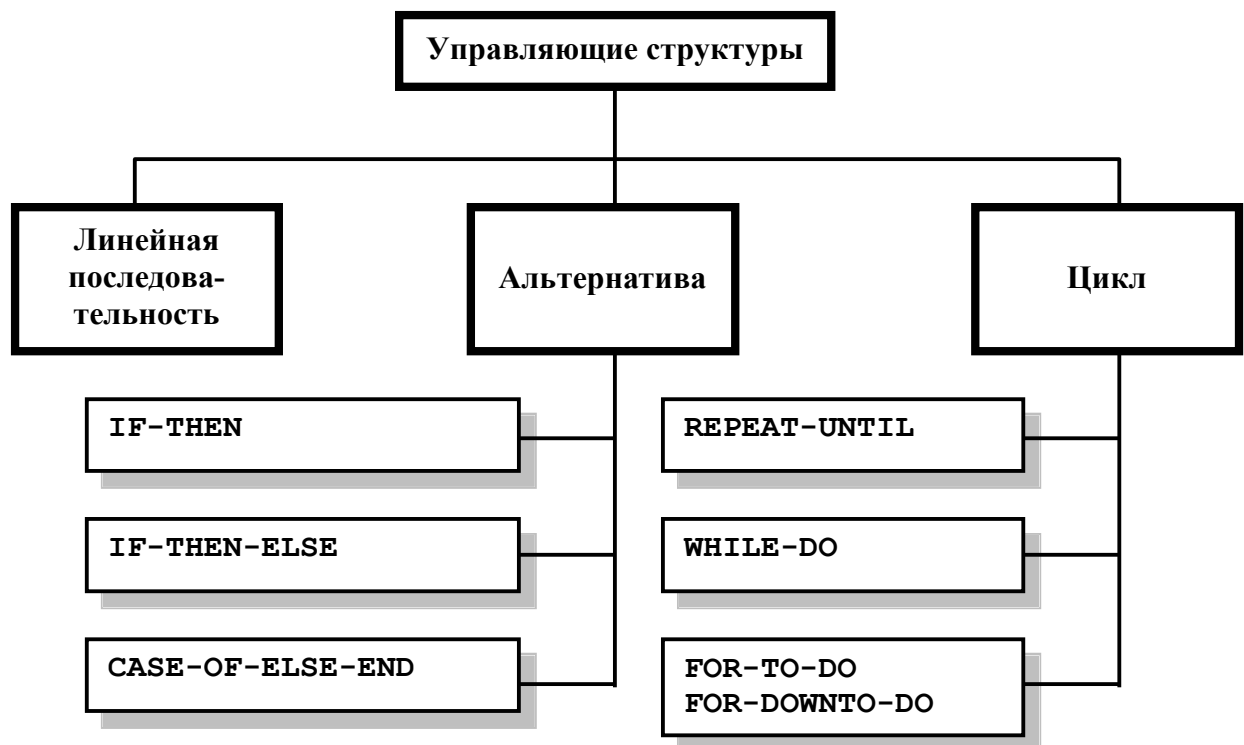 Управляющие структуры
Линейная
последова-
тельность
Альтернатива
Цикл
IF-THEN
REPEAT-UNTIL
IF-THEN-ELSE
WHILE-DO
CASE-OF-ELSE-END
FOR-TO-DO
FOR-DOWNTO-DO